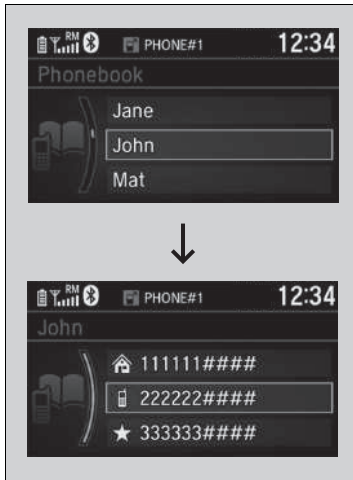 RM PHONE#1 12:34
Phonebook
Jane
John
Mat
RM PHONE#1 12:34
John
111111####
222222####
333333####